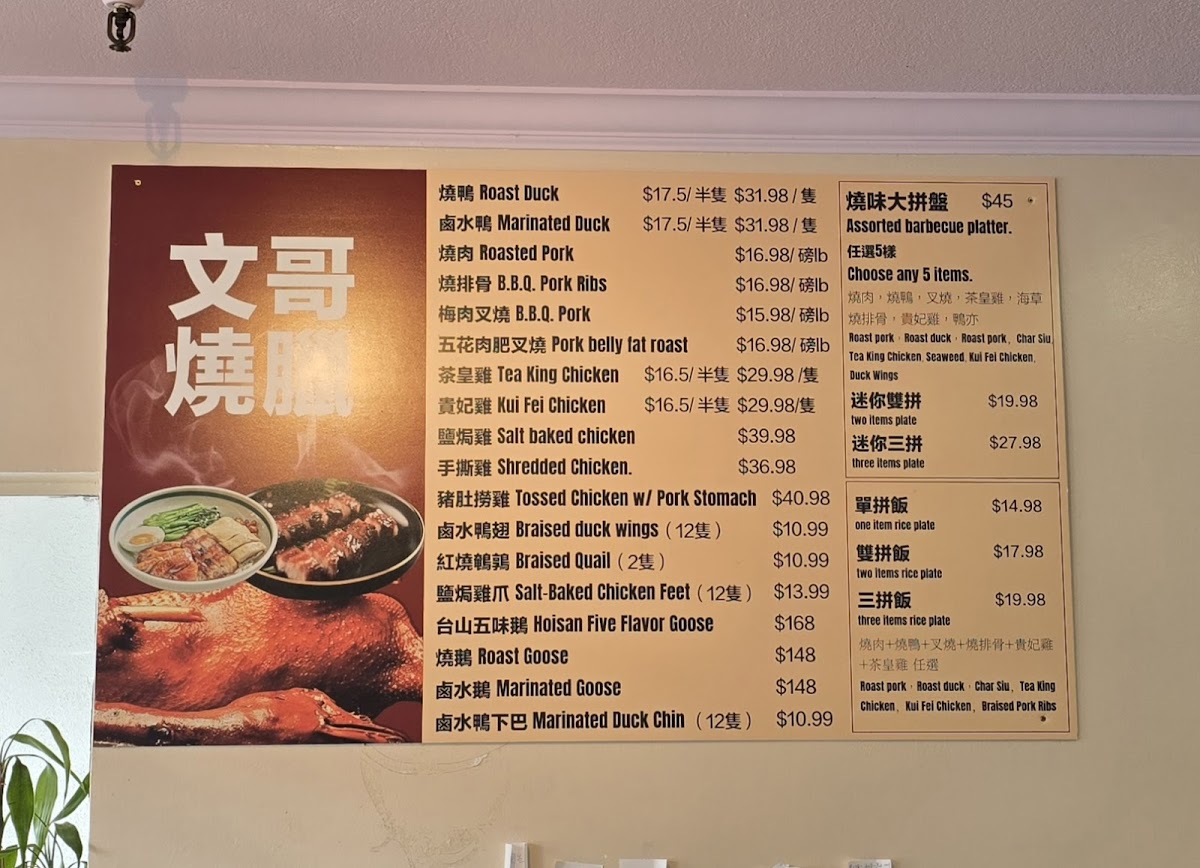 文哥
燒臘
燒鴨 Roast Duck $17.5/半隻 $31.98/隻
鹵水鴨 Marinated Duck $17.5/半隻 $31.98/隻
燒肉 Roasted Pork $16.98/磅lb
燒排骨 B.B.Q. Pork Ribs $16.98/磅lb
梅肉叉燒 B.B.Q. Pork $15.98/磅lb
五花肉肥叉燒 Pork belly fat roast $16.98/磅lb
茶皇雞 Tea King Chicken $16.5/半隻 $29.98/隻
貴妃雞 Kui Fei Chicken $16.5/半隻 $29.98/隻
鹽焗雞 Salt baked chicken $39.98
手撕雞 Shredded Chicken. $36.98
豬肚撈雞 Tossed Chicken w/ Pork Stomach $40.98
鹵水鴨翅 Braised duck wings（12隻） $10.99
紅燒鵪鶉 Braised Quail（2隻） $10.99
鹽焗雞爪 Salt-Baked Chicken Feet（12隻） $13.99
台山五味鵝 Hoisan Five Flavor Goose $168
燒鵝 Roast Goose $148
鹵水鵝 Marinated Goose $148
鹵水鴨下巴 Marinated Duck Chin（12隻） $10.99
燒味大拼盤 $45
Assorted barbecue platter.
任選5樣
Choose any 5 items.
燒肉，燒鴨，叉燒，茶皇雞，海草
燒排骨，貴妃雞，鴨亦
Roast pork，Roast duck，Roast pork，Char Siu,
Tea King Chicken, Seaweed, Kui Fei Chicken,
Duck Wings
迷你雙拼 $19.98
two items plate
迷你三拼 $27.98
three items plate
單拼飯 $14.98
one item rice plate
雙拼飯 $17.98
two items rice plate
三拼飯 $19.98
three items rice plate
燒肉+燒鴨+叉燒+燒排骨+貴妃雞
+茶皇雞 任選
Roast pork，Roast duck，Char Siu，Tea King
Chicken，Kui Fei Chicken，Braised Pork Ribs